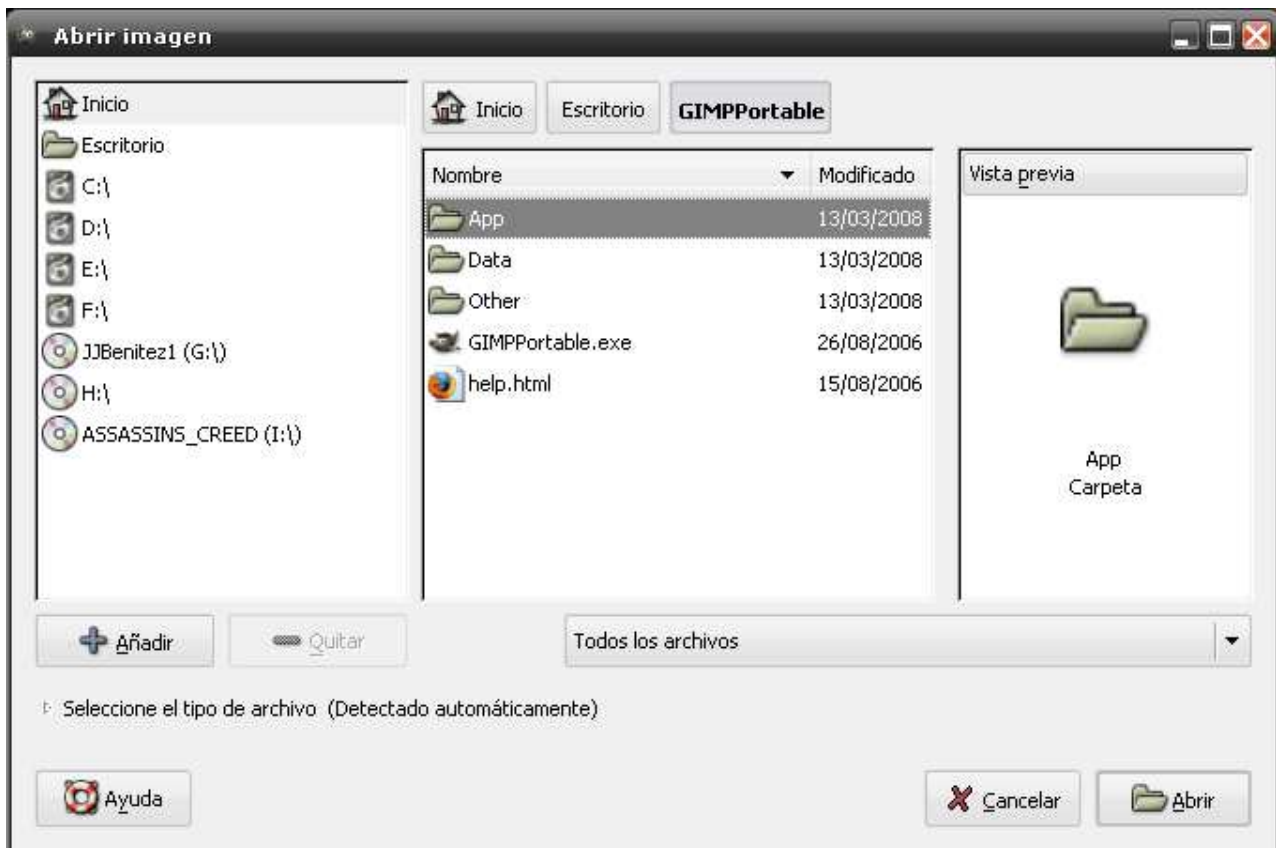 Abrir imagen
Inicio
Escritorio
C:\
D:\
E:\
F:\
JJBenitez1 (G:\)
H:\
ASSASSINS_CREED (I:\)
Inicio Escritorio GIMPPortable
Nombre Modificado
App 13/03/2008
Data 13/03/2008
Other 13/03/2008
GIMPPortable.exe 26/08/2006
help.html 15/08/2006
Vista previa
App
Carpeta
Añadir Quitar Todos los archivos
Seleccione el tipo de archivo (Detectado automáticamente)
Ayuda Cancelar Abrir